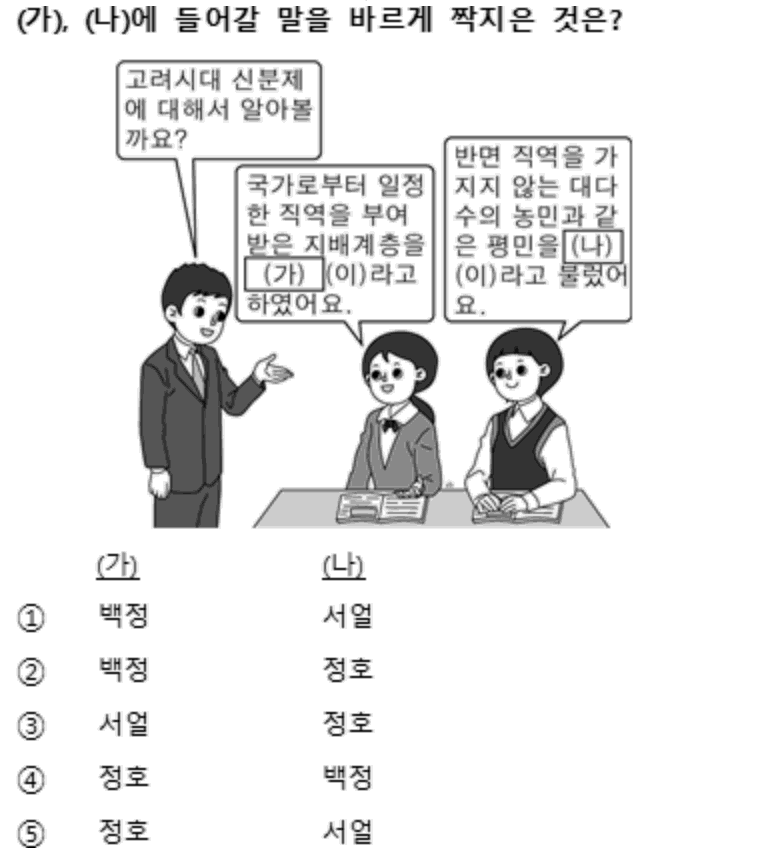 (가), (나)에 들어갈 말을 바르게 짝지은 것은?
고려시대 신분제
에 대해서 알아볼
까요?
국가로부터 일정
한 직역을 부여
받은 지배계층을
(가) (이)라고
하였어요.
반면 직역을 가
지지 않는 대다
수의 농민과 같
은 평민을 (나)
(이)라고 불렀어
요.
(가) (나)
① 백정 서얼
② 백정 정호
③ 서얼 정호
④ 정호 백정
⑤ 정호 서얼